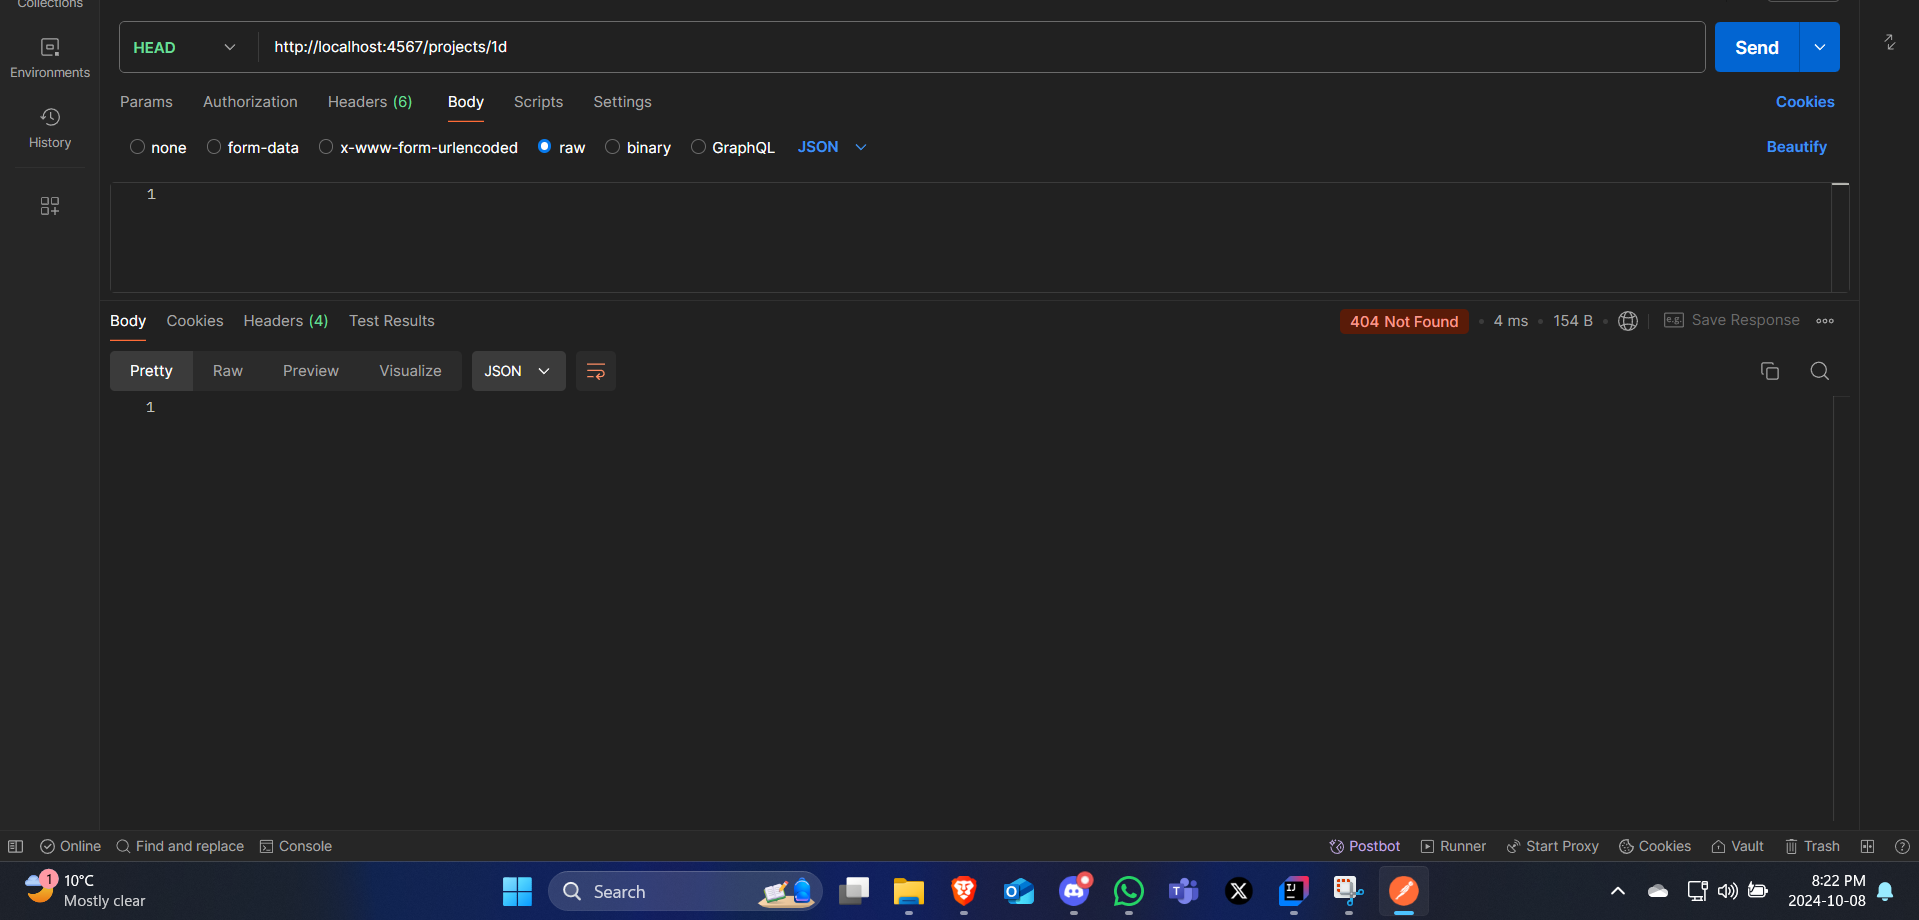 Collections
HEAD http://localhost:4567/projects/1d Send
Environments
Params Authorization Headers (6) Body Scripts Settings Cookies
History
none form-data x-www-form-urlencoded raw binary GraphQL JSON Beautify
1
Body Cookies Headers (4) Test Results 404 Not Found 4 ms 154 B e.g. Save Response
Pretty Raw Preview Visualize JSON
1
Online Find and replace Console Postbot Runner Start Proxy Cookies Vault Trash
1 10°C
Mostly clear
Search
8:22 PM
2024-10-08